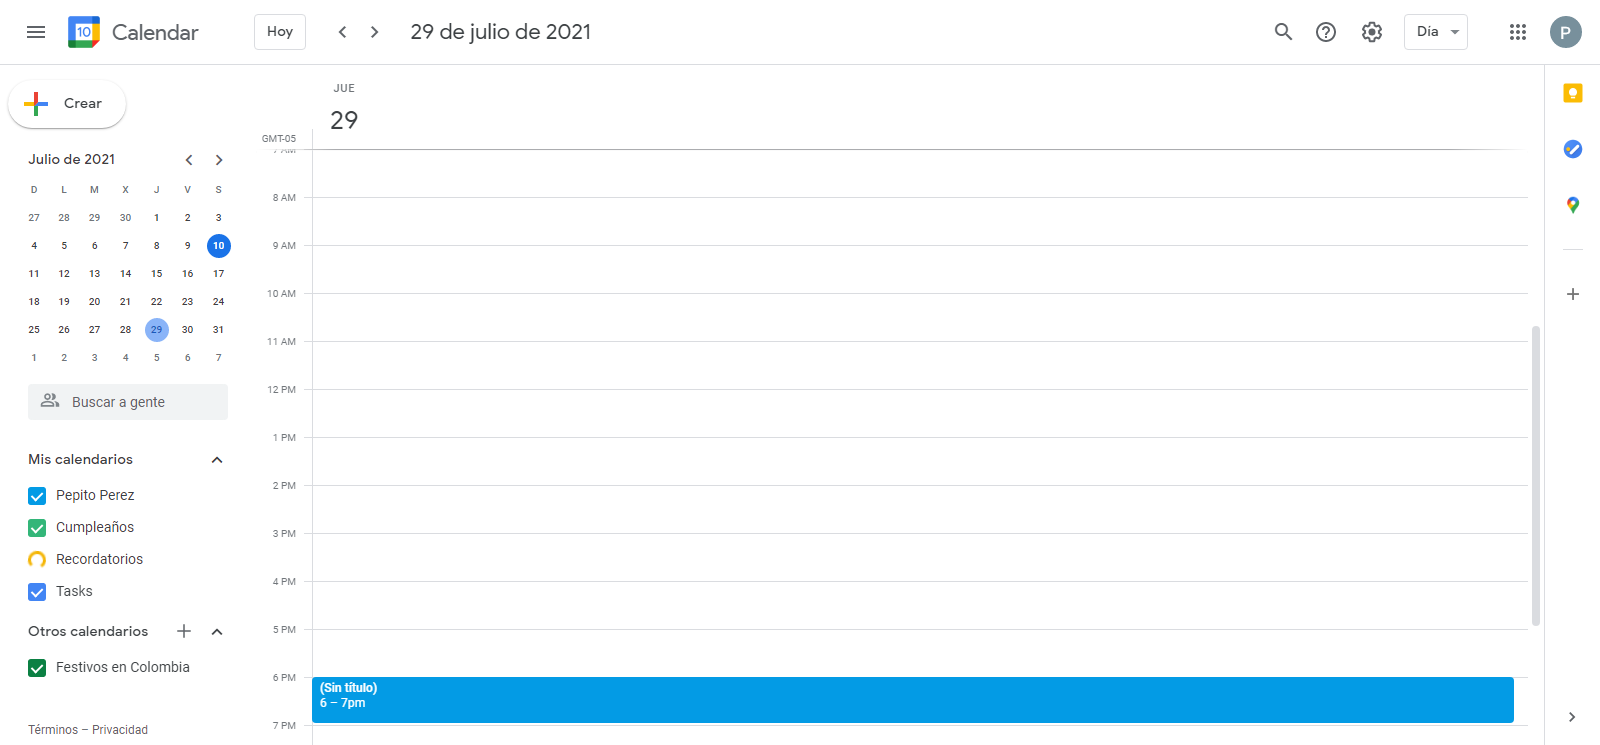 10 Calendar Hoy 29 de julio de 2021 Día P
Crear
JUE
29
GMT-05
Julio de 2021
D L M X J V S
27 28 29 30 1 2 3
4 5 6 7 8 9 10
11 12 13 14 15 16 17
18 19 20 21 22 23 24
25 26 27 28 29 30 31
1 2 3 4 5 6 7
Buscar a gente
Mis calendarios
Pepito Perez
Cumpleaños
Recordatorios
Tasks
Otros calendarios
Festivos en Colombia
Términos – Privacidad
7 AM
8 AM
9 AM
10 AM
11 AM
12 PM
1 PM
2 PM
3 PM
4 PM
5 PM
6 PM
(Sin título)
6 – 7pm
7 PM